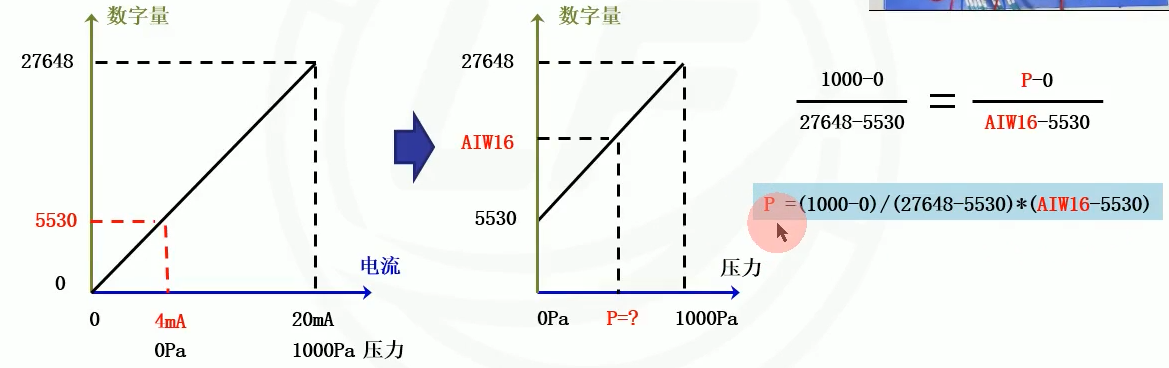 数字量
27648
5530
0
电流
0
4mA
20mA
0Pa
1000Pa 压力
数字量
27648
AIW16
5530
压力
0Pa
P=?
1000Pa
1000-0
27648-5530
=
P-0
AIW16-5530
P =(1000-0)/(27648-5530)*(AIW16-5530)